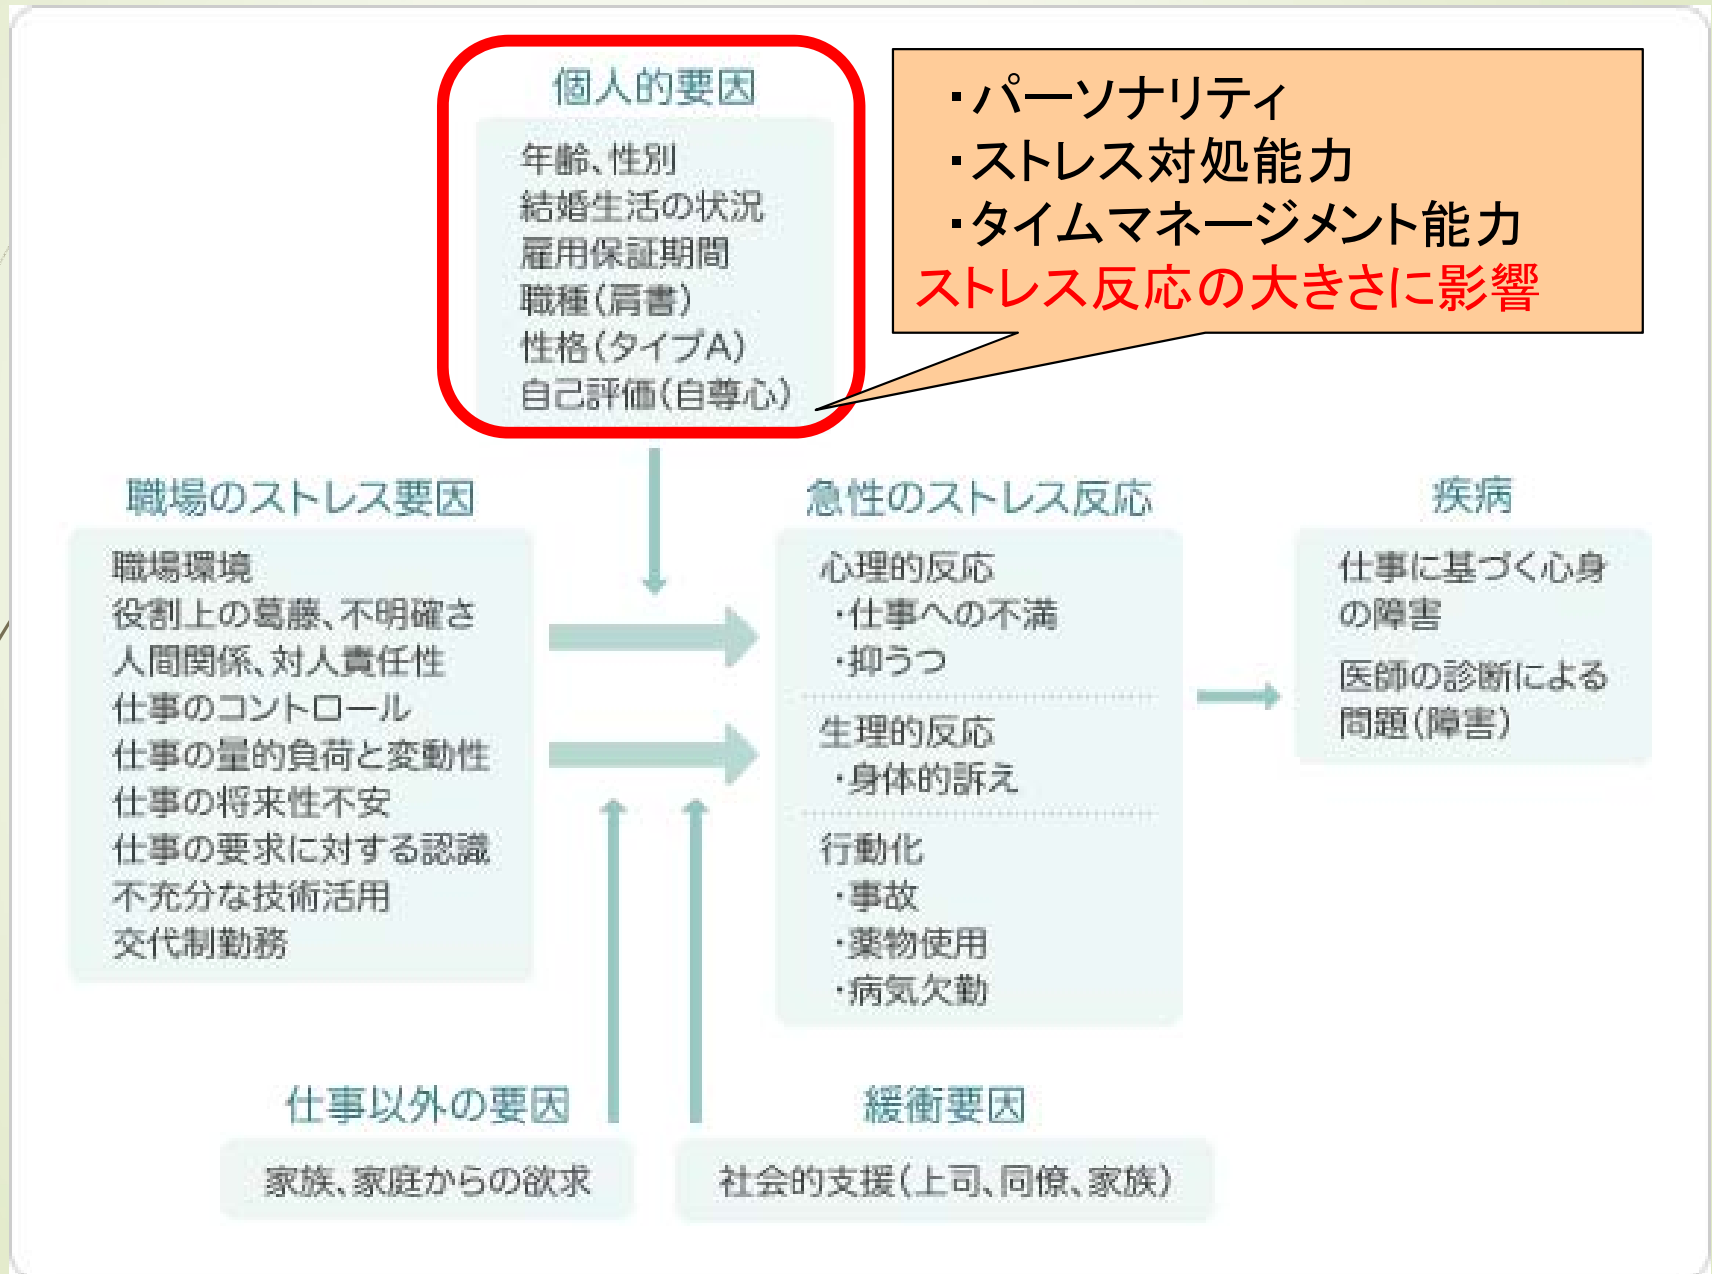 個人的要因
年齢、性別
結婚生活の状況
雇用保証期間
職種(肩書)
性格(タイプA)
自己評価(自尊心)
・パーソナリティ
・ストレス対処能力
・タイムマネージメント能力
ストレス反応の大きさに影響
職場のストレス要因
職場環境
役割上の葛藤、不明確さ
人間関係、対人責任性
仕事のコントロール
仕事の量的負荷と変動性
仕事の将来性不安
仕事の要求に対する認識
不充分な技術活用
交代制勤務
急性のストレス反応
心理的反応
・仕事への不満
・抑うつ
生理的反応
・身体的訴え
行動化
・事故
・薬物使用
・病気欠勤
疾病
仕事に基づく心身
の障害
医師の診断による
問題(障害)
仕事以外の要因
家族、家庭からの欲求
緩衝要因
社会的支援(上司、同僚、家族)